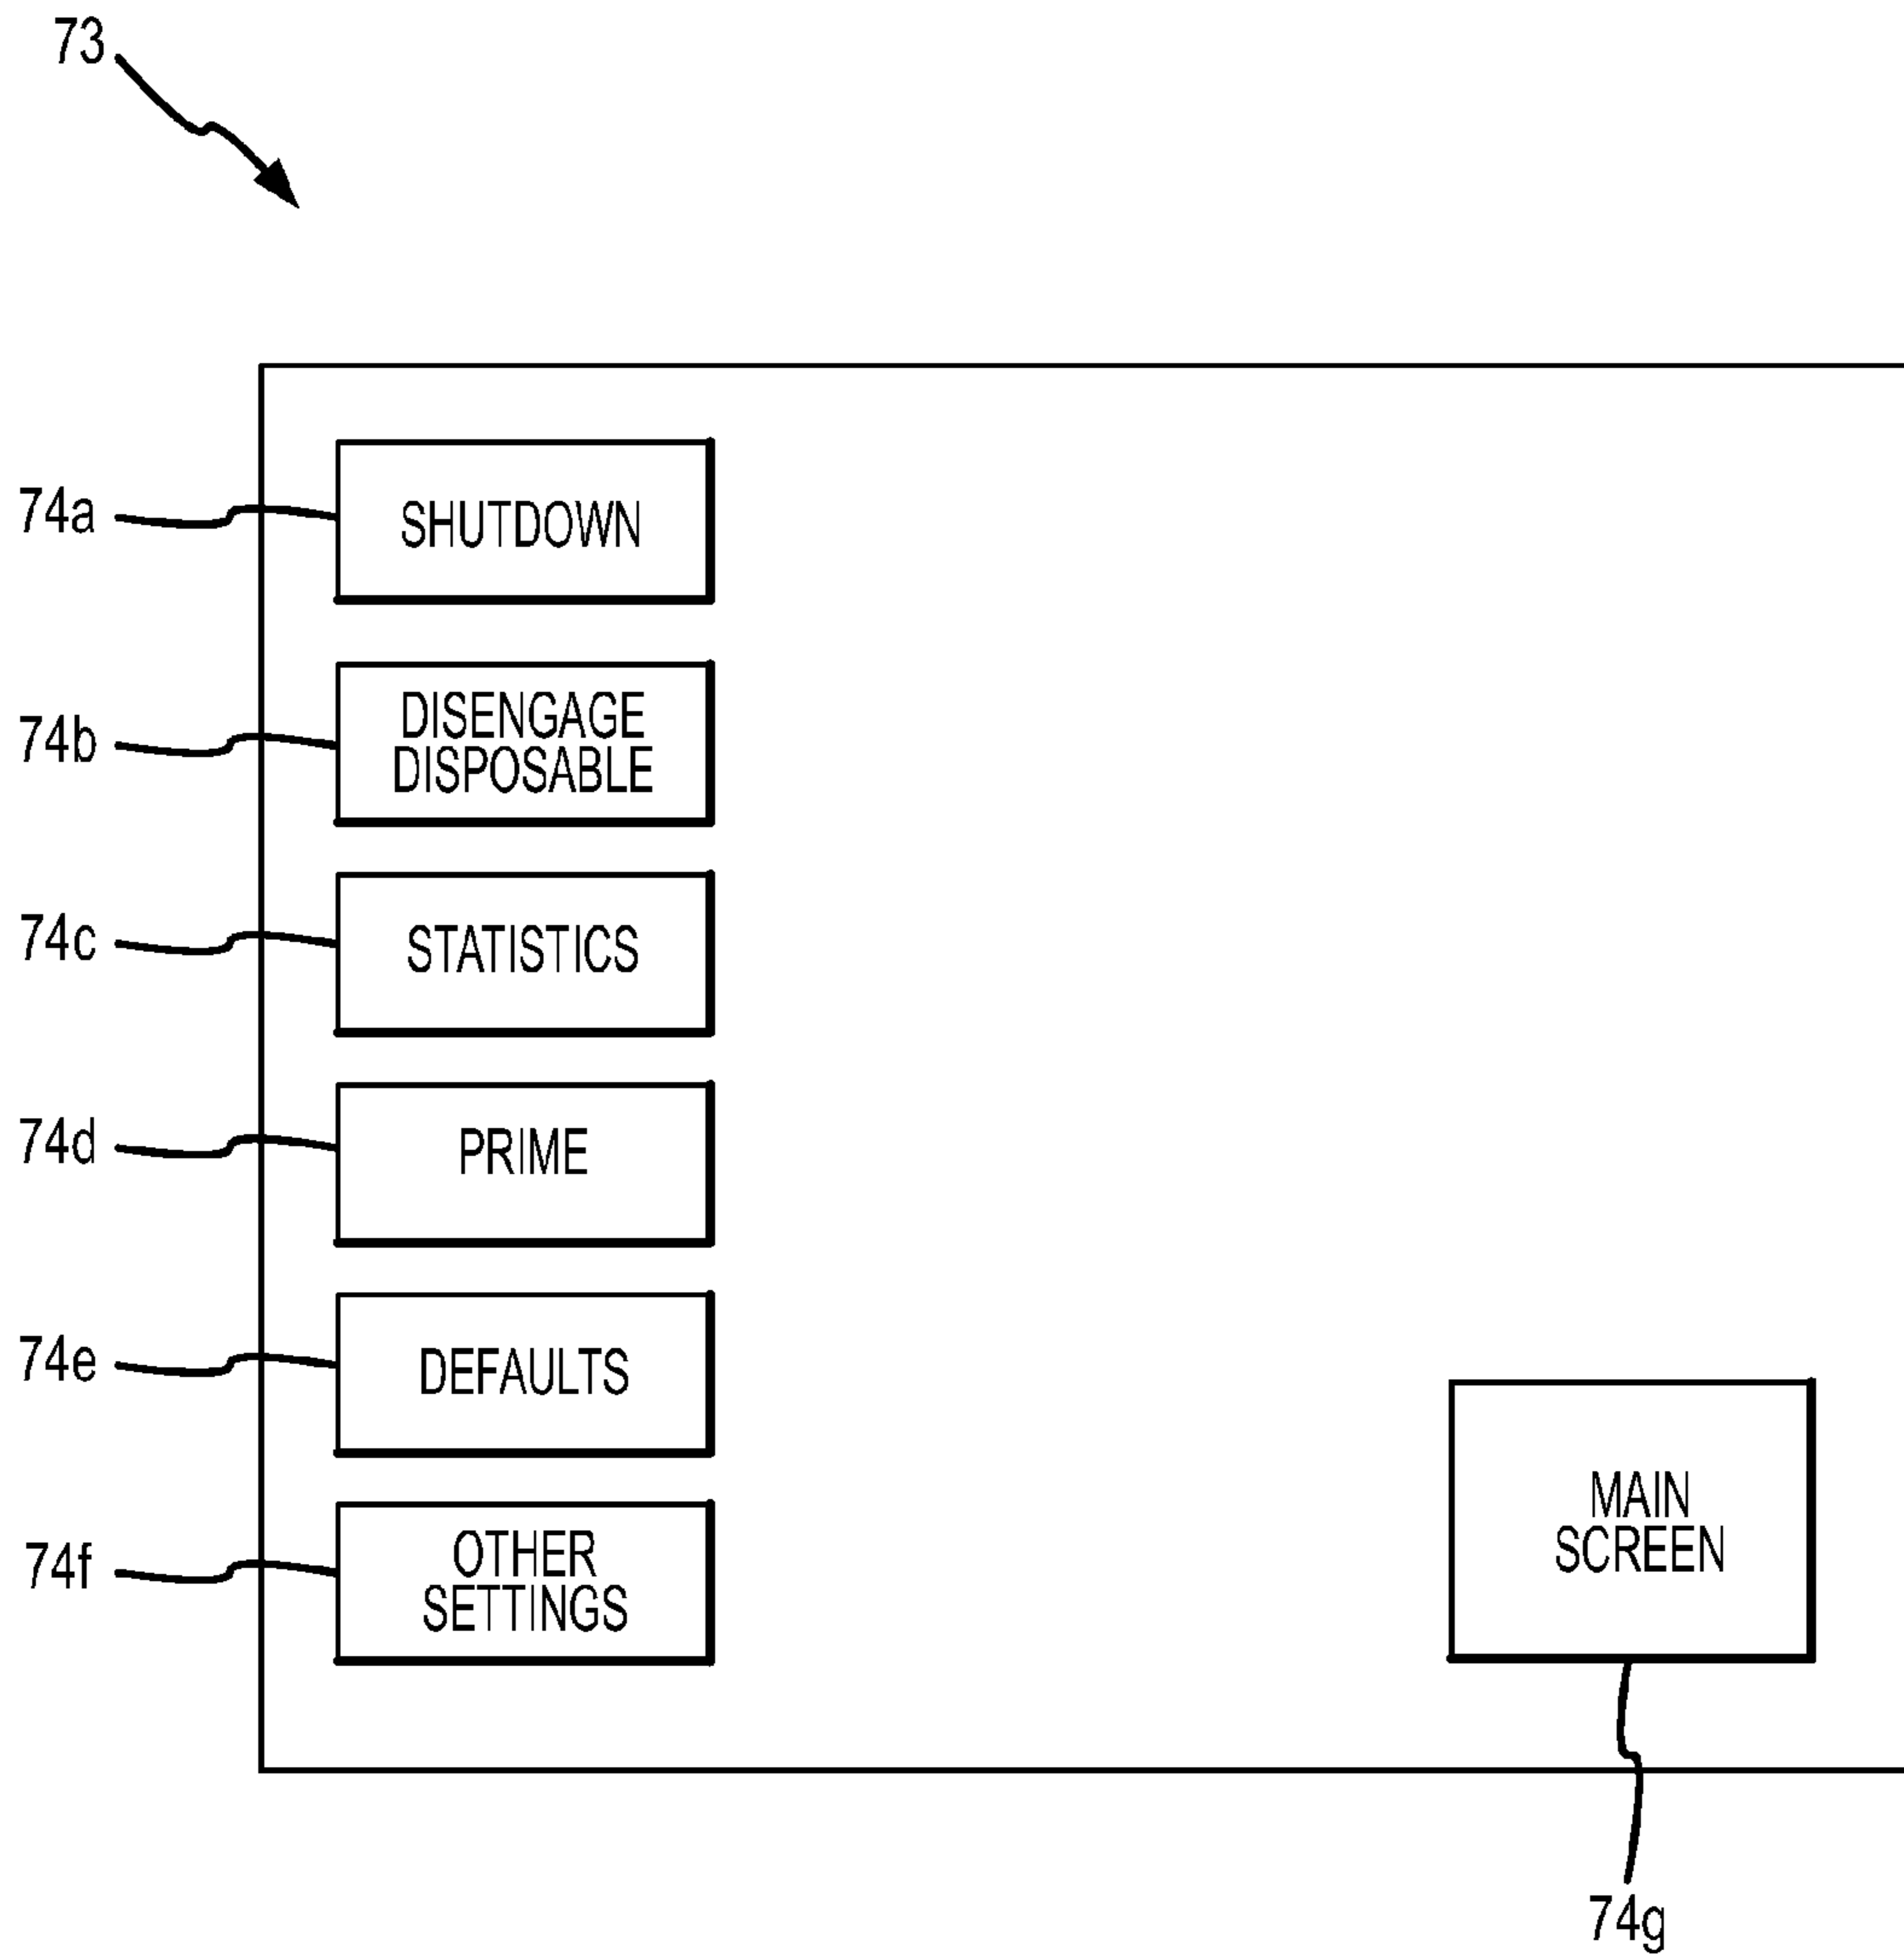 73
74a
SHUTDOWN
74b
DISENGAGE
DISPOSABLE
74c
STATISTICS
74d
PRIME
74e
DEFAULTS
74f
OTHER
SETTINGS
MAIN
SCREEN
74g